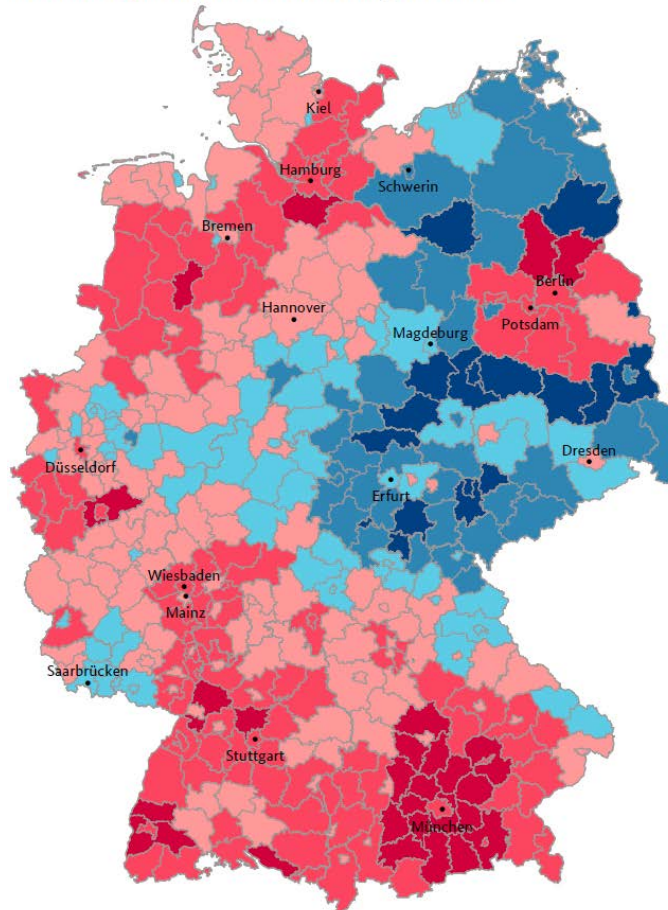 Kiel
Hamburg
Schwerin
Bremen
Berlin
Hannover
Potsdam
Magdeburg
Düsseldorf
Dresden
Erfurt
Wiesbaden
Mainz
Saarbrücken
Stuttgart
München